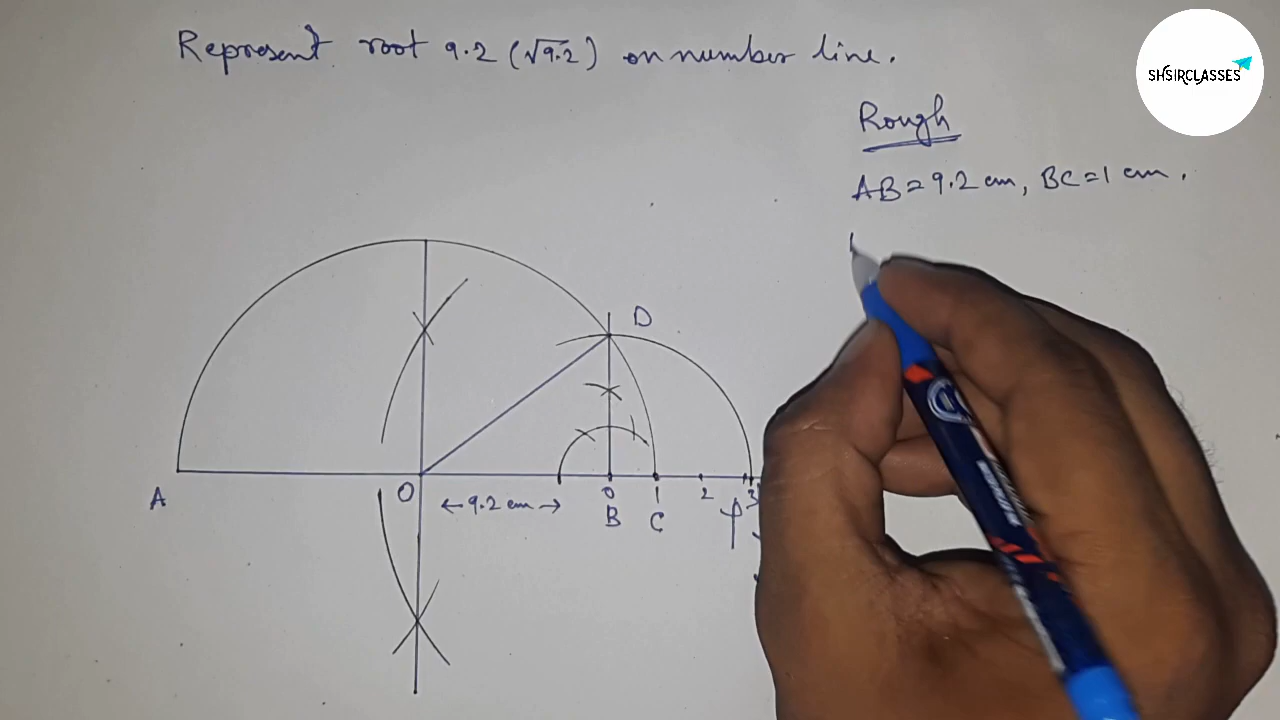 Represent root 9.2 (√9.2) on number line.
SHSIRCLASSES
Rough
AB = 9.2 cm, BC = 1 cm.
D
A O ← 9.2 cm → 0 1 2 3
B C